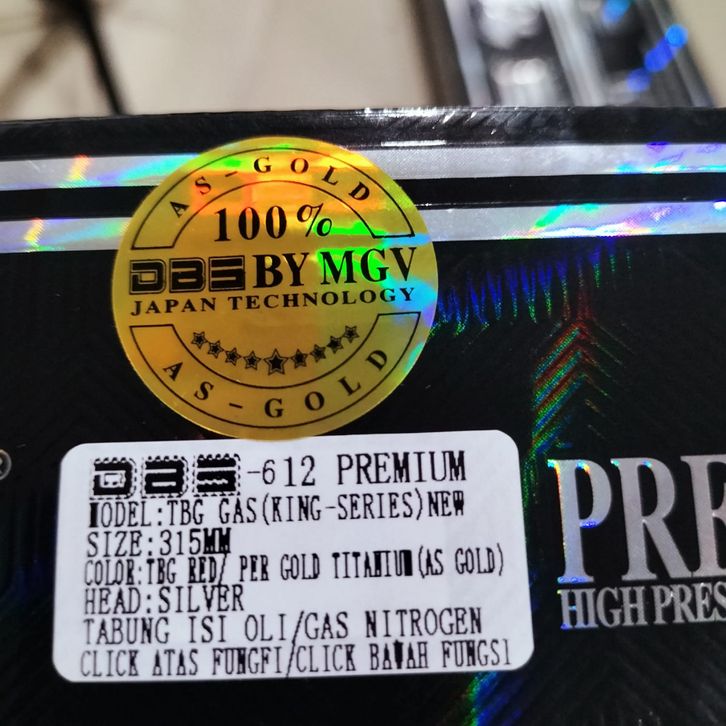 AS-GOLD
100%
DBS BY MGV
JAPAN TECHNOLOGY
AS-GOLD
DBS-612 PREMIUM
MODEL:TBG GAS(KING-SERIES)NEW
SIZE:315MM
COLOR:TBG RED/ PER GOLD TITANIUM(AS GOLD)
HEAD:SILVER
TABUNG ISI OLI/GAS NITROGEN
CLICK ATAS FUNGFI/CLICK BAWAH FUNGSI
PRE
HIGH PRES
®